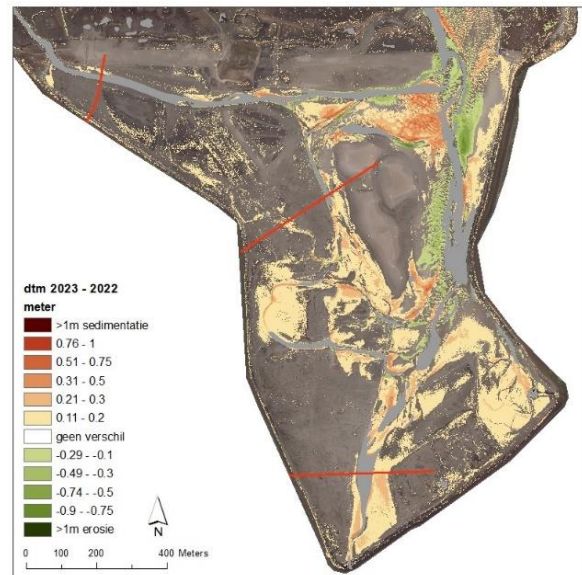 dtm 2023 - 2022
meter
>1m sedimentatie
0.76 - 1
0.51 - 0.75
0.31 - 0.5
0.21 - 0.3
0.11 - 0.2
geen verschil
-0.29 - -0.1
-0.49 - -0.3
-0.74 - -0.5
-0.9 - -0.75
>1m erosie
N
0 100 200 400 Meters